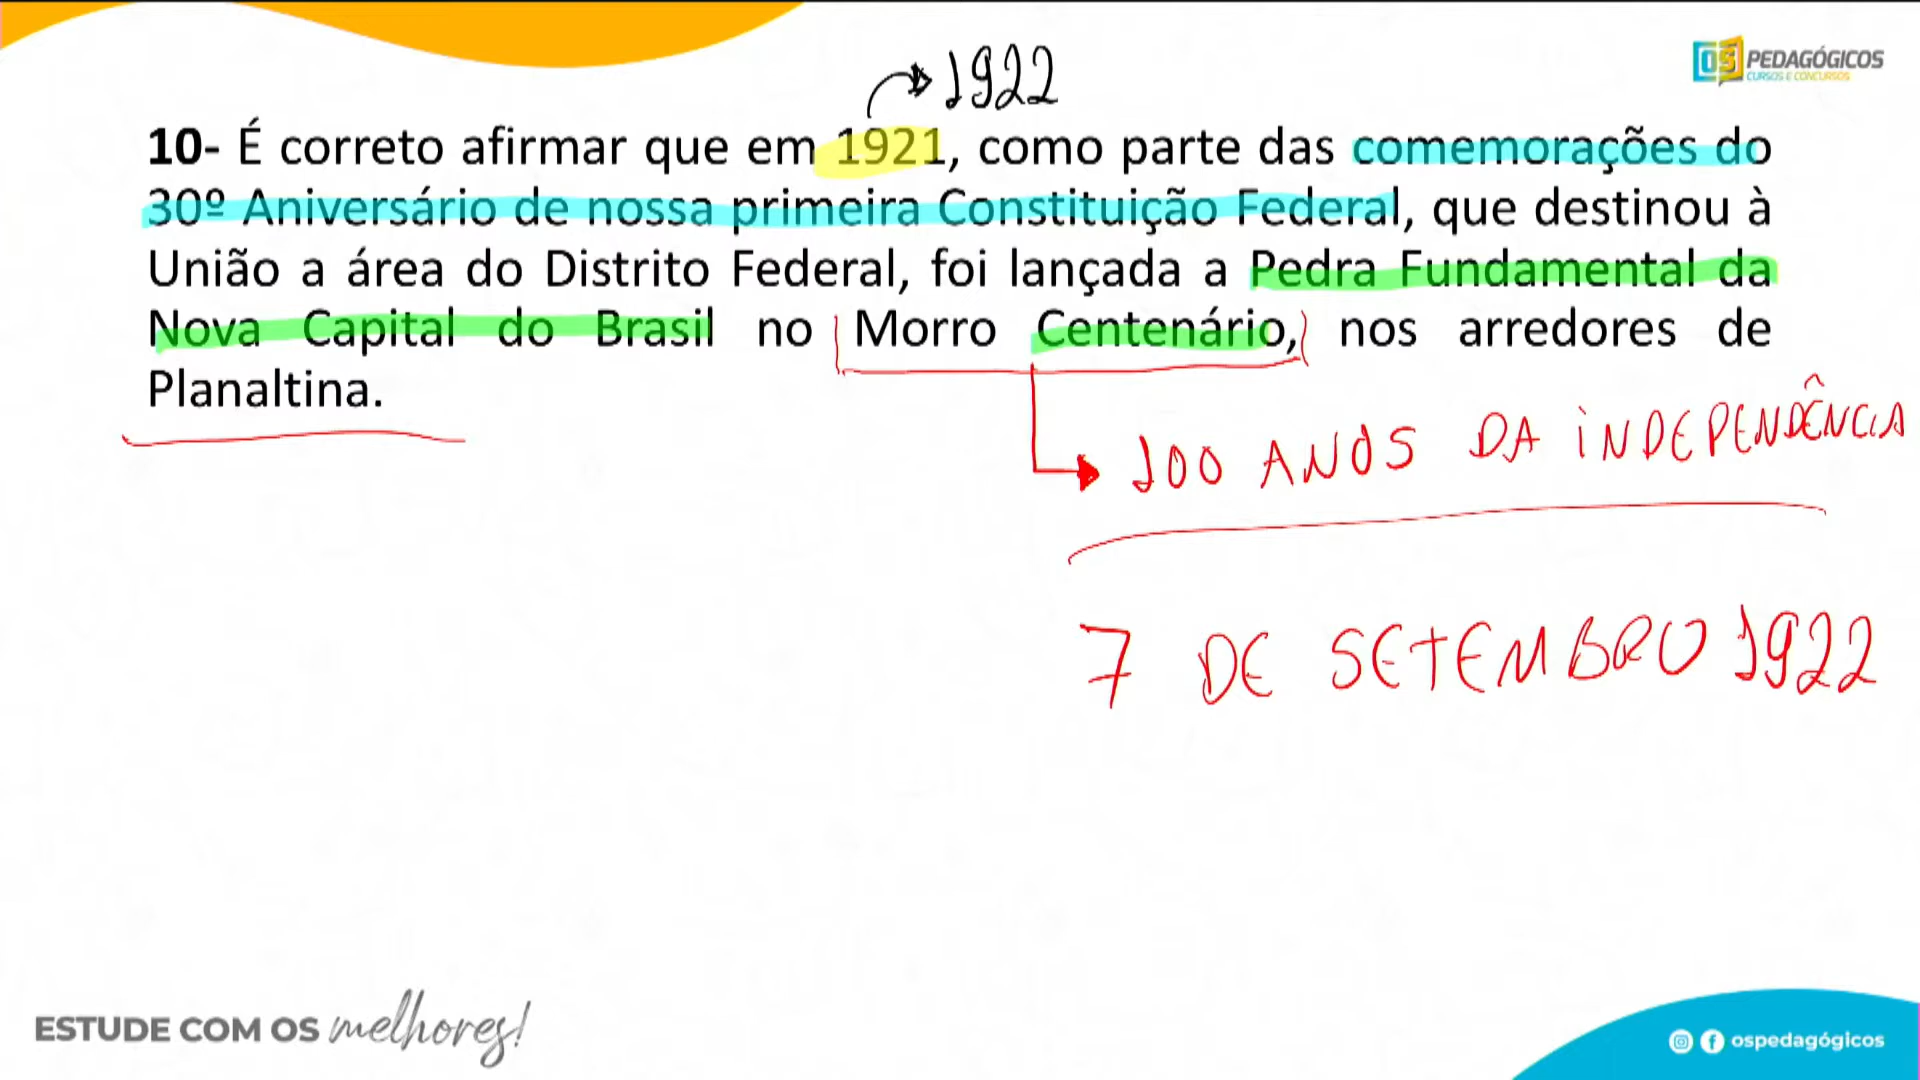 1922
OS PEDAGÓGICOS
CURSOS E CONCURSOS
10- É correto afirmar que em 1921, como parte das comemorações do
30º Aniversário de nossa primeira Constituição Federal, que destinou à
União a área do Distrito Federal, foi lançada a Pedra Fundamental da
Nova Capital do Brasil no Morro Centenário, nos arredores de
Planaltina.
100 ANOS DA INDEPENDÊNCIA
7 DE SETEMBRO 1922
ESTUDE COM OS melhores!
ospedagógicos